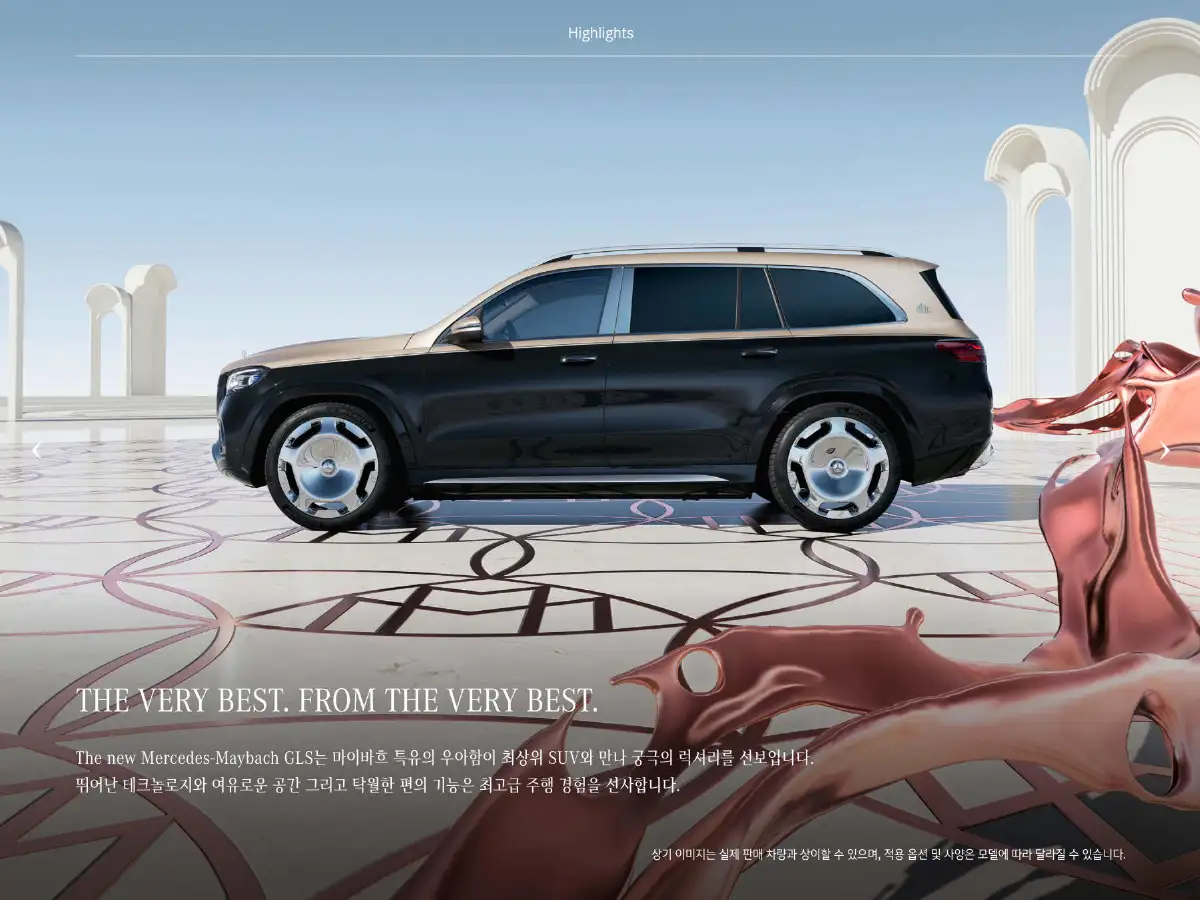 Highlights
THE VERY BEST. FROM THE VERY BEST.
The new Mercedes-Maybach GLS는 마이바흐 특유의 우아함이 최상위 SUV와 만나 궁극의 럭셔리를 선보입니다.
뛰어난 테크놀로지와 여유로운 공간 그리고 탁월한 편의 기능은 최고급 주행 경험을 선사합니다.
상기 이미지는 실제 판매 차량과 상이할 수 있으며, 적용 옵션 및 사양은 모델에 따라 달라질 수 있습니다.